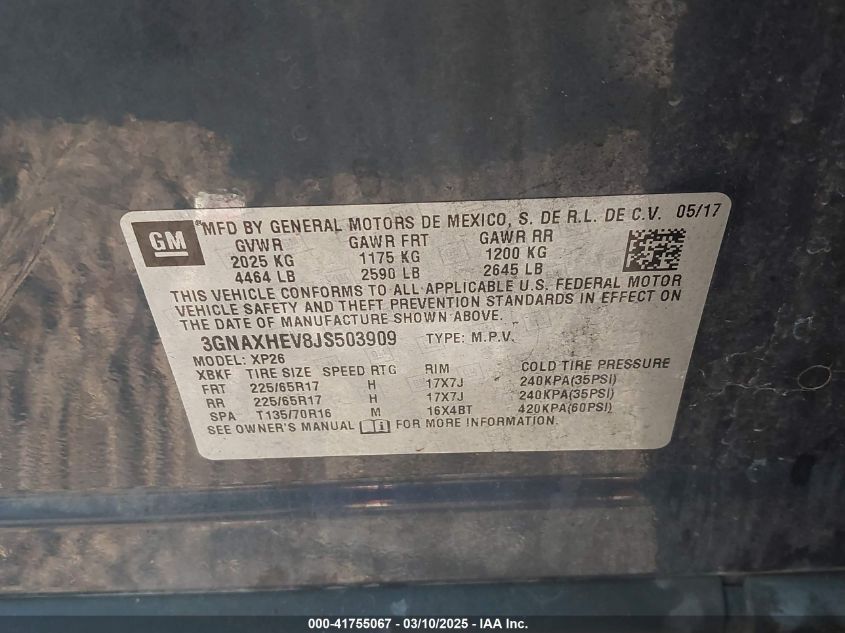 GM
MFD BY GENERAL MOTORS DE MEXICO, S. DE R.L. DE C.V. 05/17
GVWR GAWR FRT GAWR RR
2025 KG 1175 KG 1200 KG
4464 LB 2590 LB 2645 LB
THIS VEHICLE CONFORMS TO ALL APPLICABLE U.S. FEDERAL MOTOR
VEHICLE SAFETY AND THEFT PREVENTION STANDARDS IN EFFECT ON
THE DATE OF MANUFACTURE SHOWN ABOVE.
3GNAXHEV8JS503909 TYPE: M.P.V.
MODEL: XP26
XBKF TIRE SIZE SPEED RTG RIM COLD TIRE PRESSURE
FRT 225/65R17 H 17X7J 240KPA(35PSI)
RR 225/65R17 H 17X7J 240KPA(35PSI)
SPA T135/70R16 M 16X4BT 420KPA(60PSI)
SEE OWNER'S MANUAL FOR MORE INFORMATION.
000-41755067 - 03/10/2025 - IAA Inc.